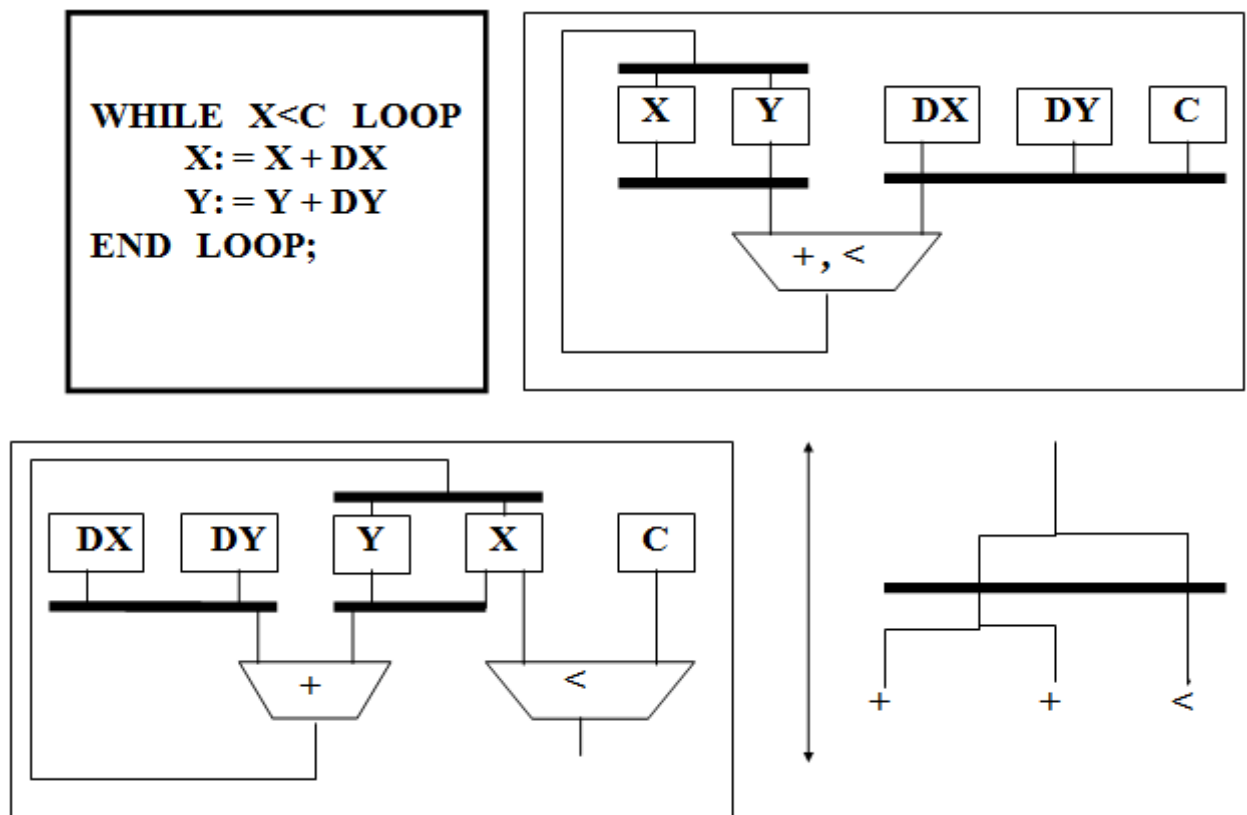 WHILE X<C LOOP
X: = X + DX
Y: = Y + DY
END LOOP;
X Y DX DY C
+ , <
DX DY Y X C
+ <
+ + <